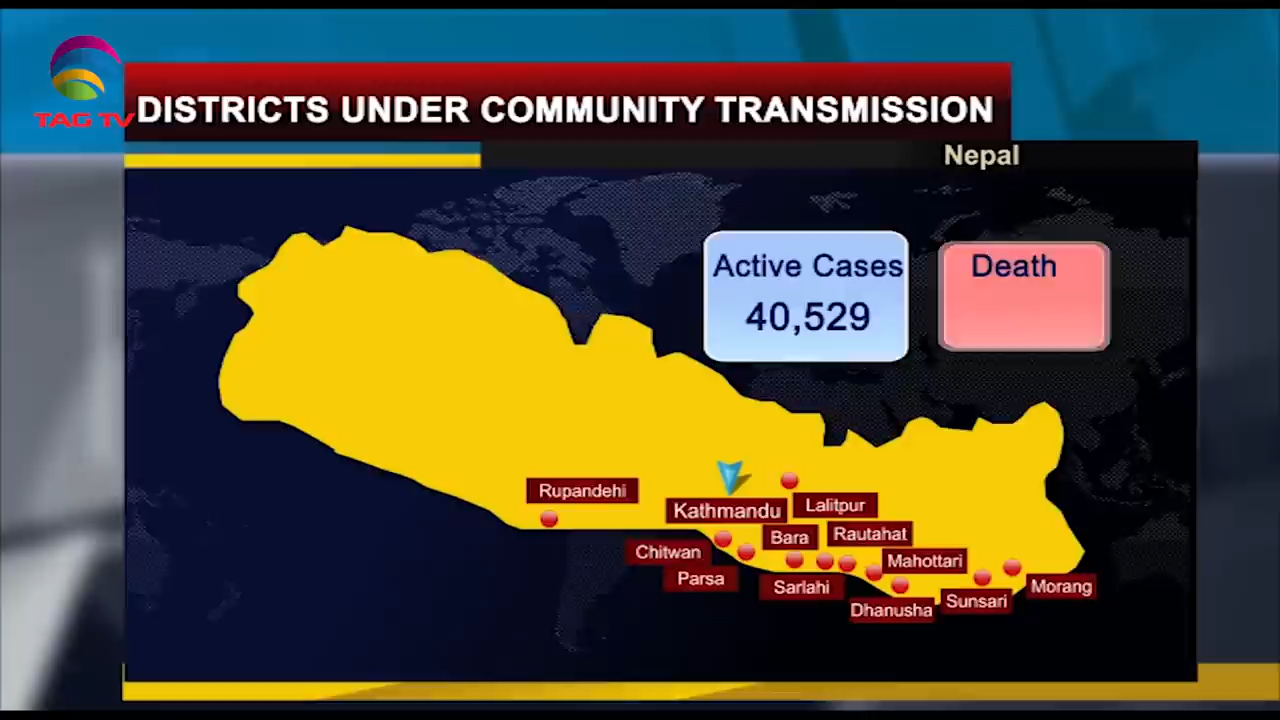 TAG TV
DISTRICTS UNDER COMMUNITY TRANSMISSION
Nepal
Active Cases
40,529
Death
Rupandehi
Kathmandu
Lalitpur
Bara
Rautahat
Chitwan
Mahottari
Parsa
Sarlahi
Morang
Sunsari
Dhanusha